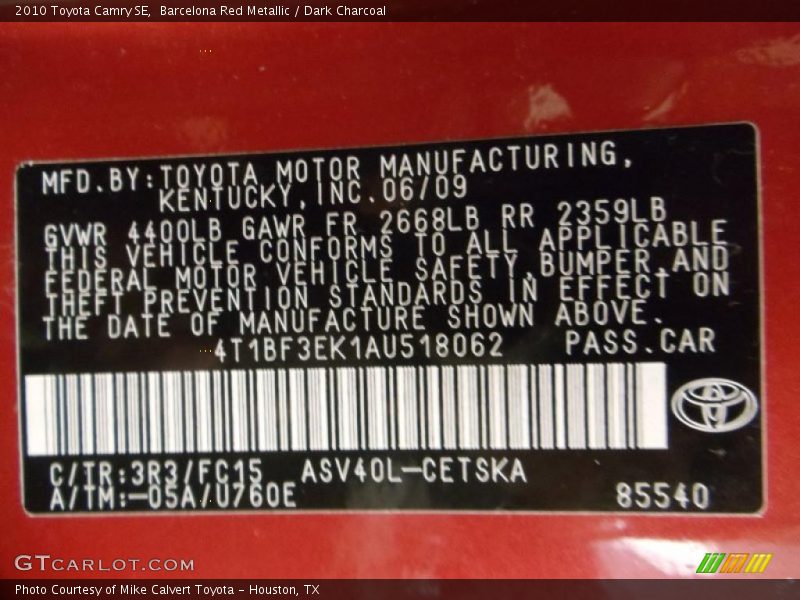 2010 Toyota Camry SE, Barcelona Red Metallic / Dark Charcoal
MFD.BY:TOYOTA MOTOR MANUFACTURING,
KENTUCKY,INC.06/09
GVWR 4400LB GAWR FR 2668LB RR 2359LB
THIS VEHICLE CONFORMS TO ALL APPLICABLE
FEDERAL MOTOR VEHICLE SAFETY,BUMPER,AND
THEFT PREVENTION STANDARDS IN EFFECT ON
THE DATE OF MANUFACTURE SHOWN ABOVE.
4T1BF3EK1AU518062 PASS.CAR
C/TR:3R3/FC15 ASV40L-CETSKA
A/TM:-05A/U760E 85540
GTCARLOT.COM
Photo Courtesy of Mike Calvert Toyota - Houston, TX